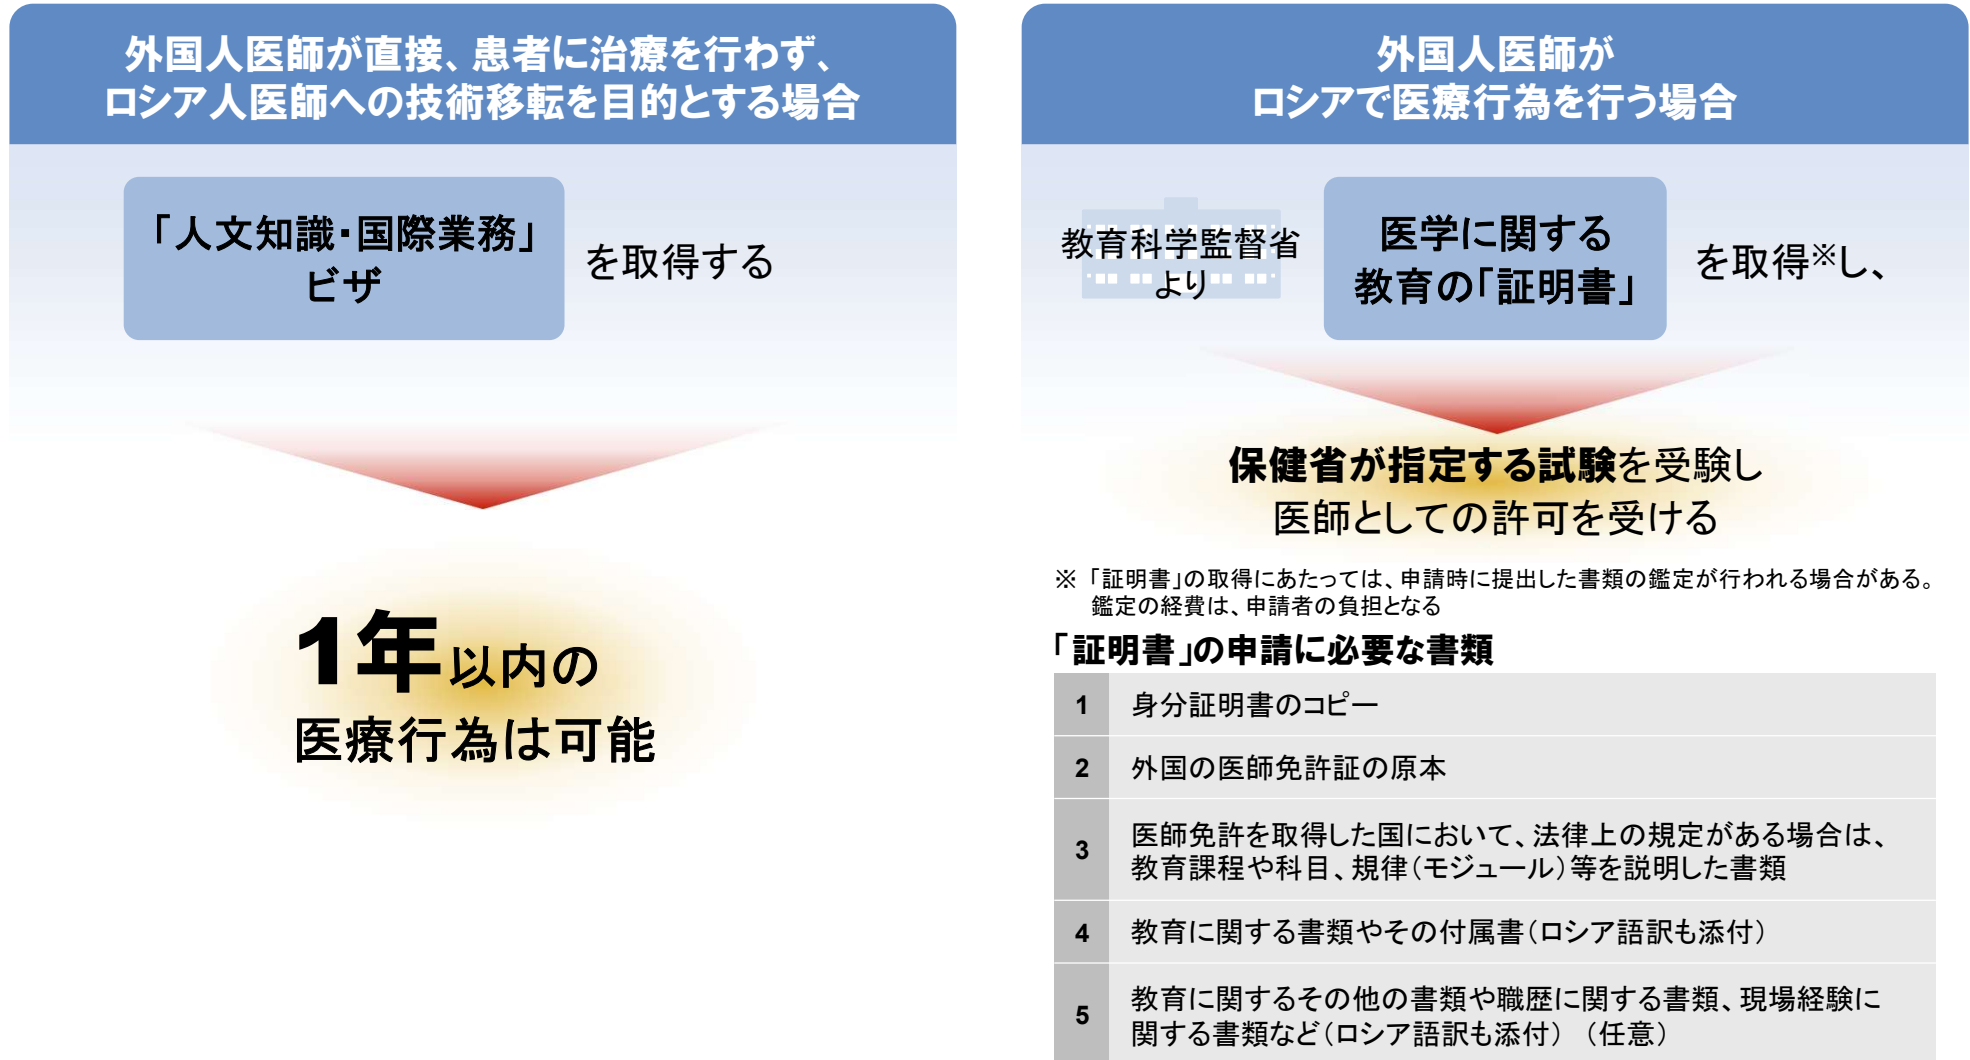 外国人医師が直接、患者に治療を行わず、
ロシア人医師への技術移転を目的とする場合
「人文知識・国際業務」
ビザ
を取得する
1年以内の
医療行為は可能
外国人医師が
ロシアで医療行為を行う場合
教育科学監督省
より
医学に関する
教育の「証明書」
を取得※し、
保健省が指定する試験を受験し
医師としての許可を受ける
※「証明書」の取得にあたっては、申請時に提出した書類の鑑定が行われる場合がある。
鑑定の経費は、申請者の負担となる
「証明書」の申請に必要な書類
1 身分証明書のコピー
2 外国の医師免許証の原本
3 医師免許を取得した国において、法律上の規定がある場合は、
教育課程や科目、規律(モジュール)等を説明した書類
4 教育に関する書類やその付属書(ロシア語訳も添付)
5 教育に関するその他の書類や職歴に関する書類、現場経験に
関する書類など(ロシア語訳も添付) (任意)